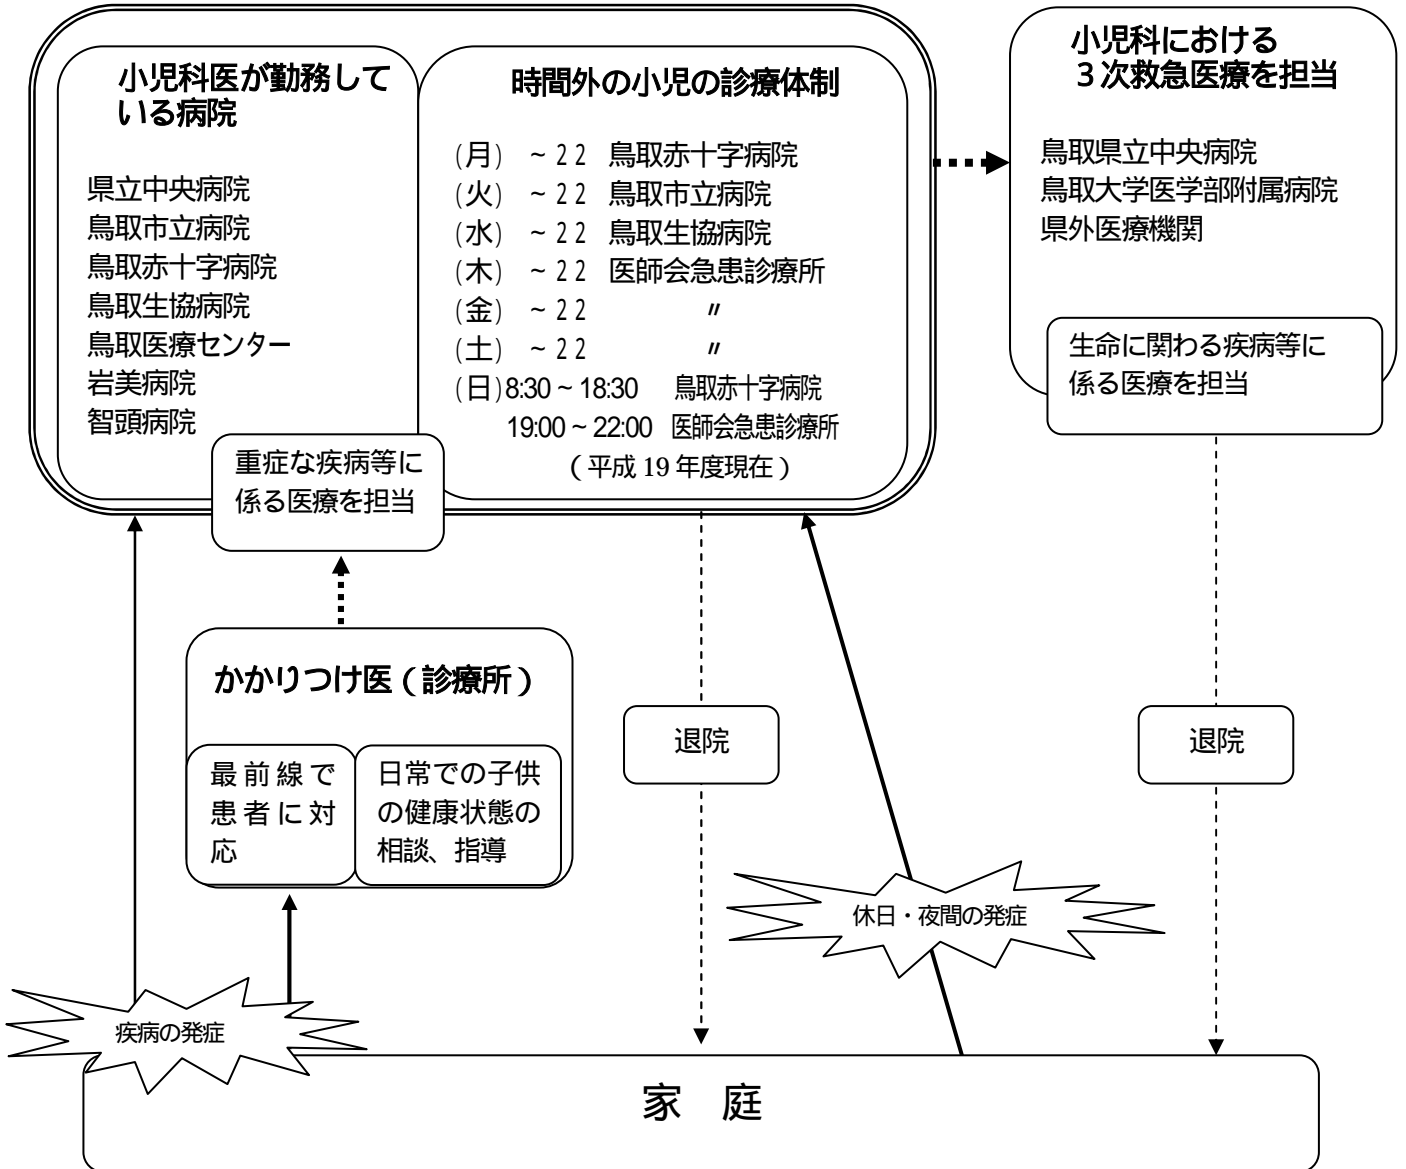 小児科医が勤務して
いる病院
県立中央病院
鳥取市立病院
鳥取赤十字病院
鳥取生協病院
鳥取医療センター
岩美病院
智頭病院
重症な疾病等に
係る医療を担当
時間外の小児の診療体制
(月) ~22 鳥取赤十字病院
(火) ~22 鳥取市立病院
(水) ~22 鳥取生協病院
(木) ~22 医師会急患診療所
(金) ~22 〃
(土) ~22 〃
(日)8:30~18:30 鳥取赤十字病院
19:00~22:00 医師会急患診療所
(平成19年度現在)
小児科における
3次救急医療を担当
鳥取県立中央病院
鳥取大学医学部附属病院
県外医療機関
生命に関わる疾病等に
係る医療を担当
かかりつけ医(診療所)
最前線で
患者に対
応
日常での子供
の健康状態の
相談、指導
退院
退院
休日・夜間の発症
疾病の発症
家 庭